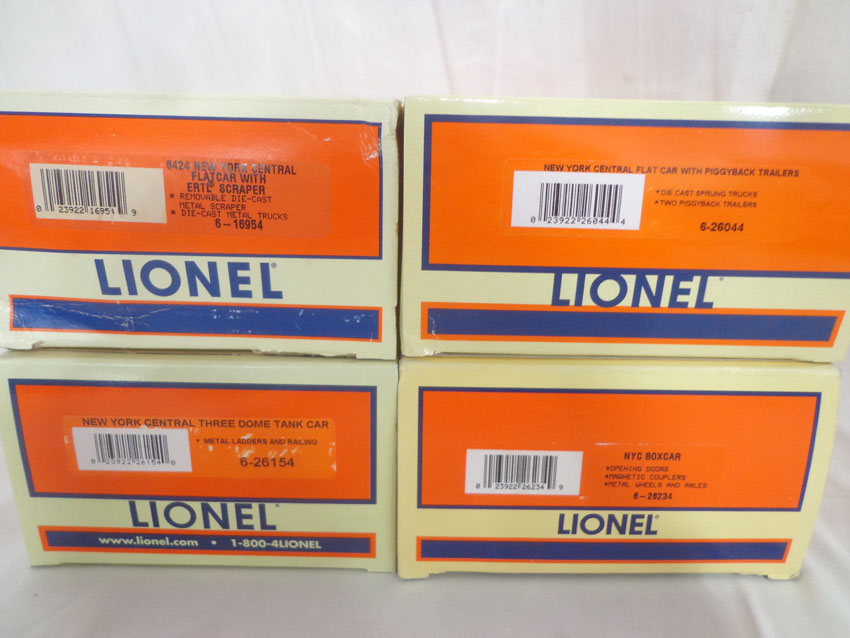 6424 NEW YORK CENTRAL
FLATCAR WITH
ERTL SCRAPER
* REMOVABLE DIE-CAST
METAL SCRAPER
* DIE-CAST METAL TRUCKS
6-16954
0 23922 16954 9
LIONEL
NEW YORK CENTRAL FLAT CAR WITH PIGGYBACK TRAILERS
*DIE CAST SPRUNG TRUCKS
*TWO PIGGYBACK TRAILERS
0 23922 26044 4
6-26044
LIONEL
NEW YORK CENTRAL THREE DOME TANK CAR
* METAL LADDERS AND RAILING
0 23922 26154 0
6-26154
LIONEL
www.lionel.com • 1-800-4LIONEL
NYC BOXCAR
*OPENING DOORS
*MAGNETIC COUPLERS
*METAL WHEELS AND AXLES
0 23922 26234 9
6-26234
LIONEL